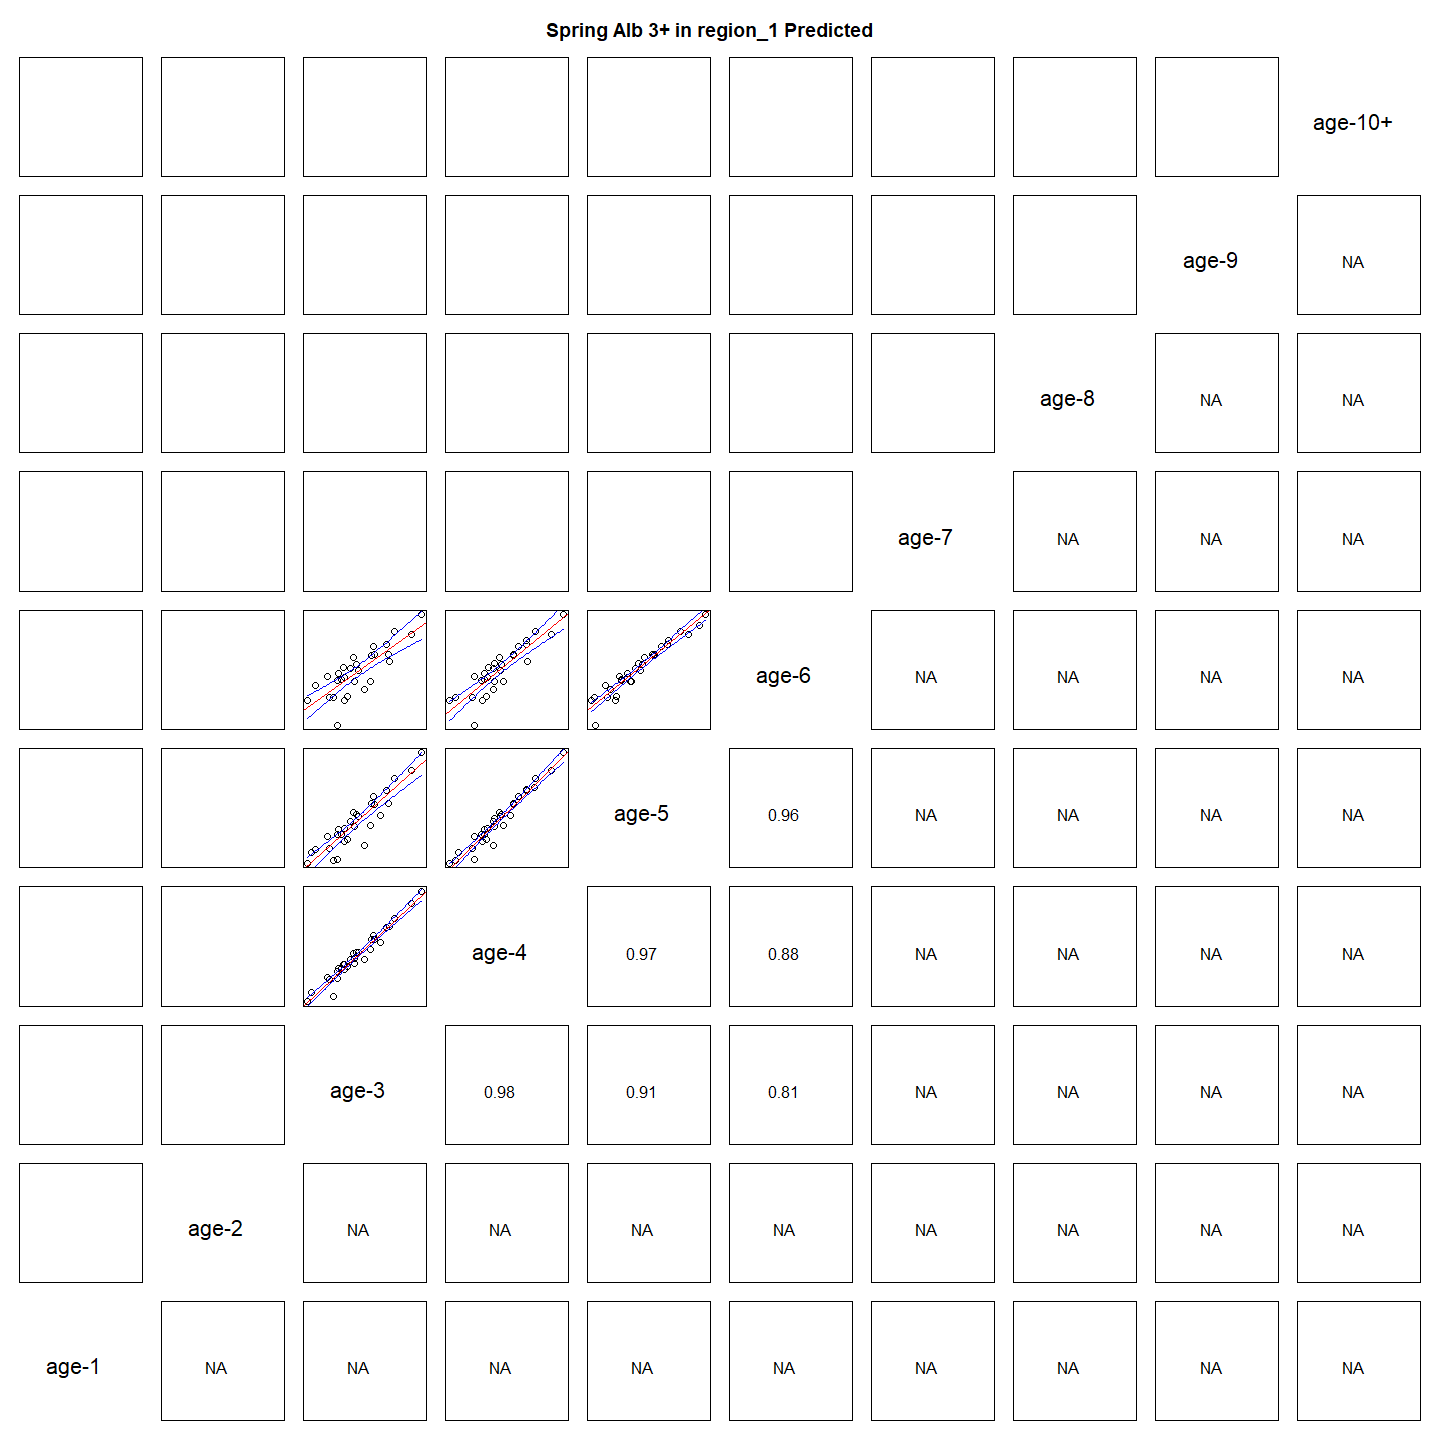 Spring Alb 3+ in region_1 Predicted
age-10+
age-9 NA
age-8 NA NA
age-7 NA NA NA
age-6 NA NA NA NA
age-5 0.96 NA NA NA NA
age-4 0.97 0.88 NA NA NA NA
age-3 0.98 0.91 0.81 NA NA NA NA
age-2 NA NA NA NA NA NA NA NA
age-1 NA NA NA NA NA NA NA NA NA